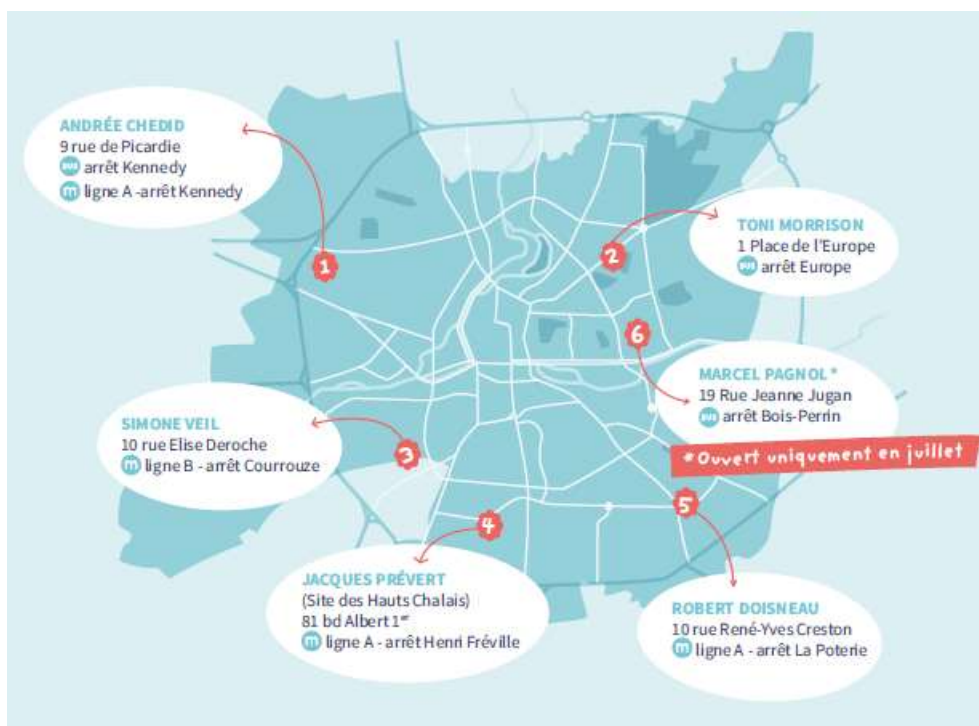 ANDRÉE CHEDID
9 rue de Picardie
BUS arrêt Kennedy
m ligne A -arrêt Kennedy
1
TONI MORRISON
1 Place de l'Europe
BUS arrêt Europe
2
6
MARCEL PAGNOL *
19 Rue Jeanne Jugan
BUS arrêt Bois-Perrin
*Ouvert uniquement en juillet
SIMONE VEIL
10 rue Elise Deroche
m ligne B - arrêt Courrouze
3
4
5
JACQUES PRÉVERT
(Site des Hauts Chalais)
81 bd Albert 1er
m ligne A - arrêt Henri Fréville
ROBERT DOISNEAU
10 rue René-Yves Creston
m ligne A - arrêt La Poterie